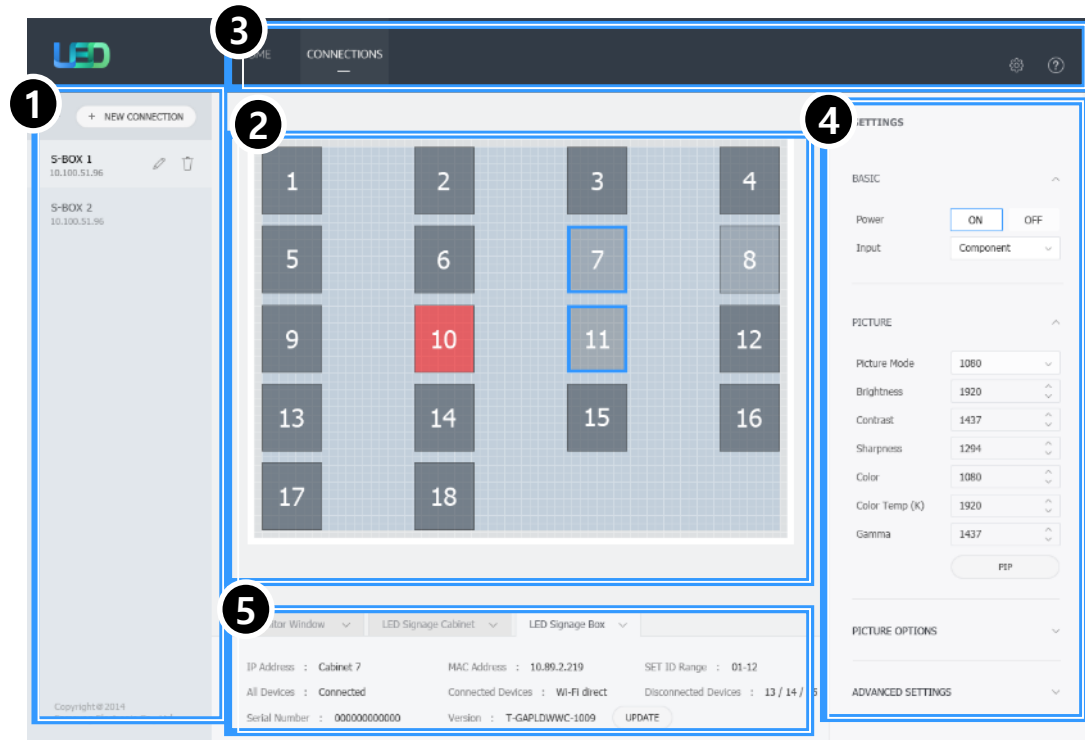 3
LED
CONNECTIONS
1
+ NEW CONNECTION
S-BOX 1
10.100.51.96
S-BOX 2
10.100.51.96
Copyright@2014
2
1 2 3 4
5 6 7 8
9 10 11 12
13 14 15 16
17 18
4
SETTINGS
BASIC
Power ON OFF
Input Component
PICTURE
Picture Mode 1080
Brightness 1920
Contrast 1437
Sharpness 1294
Color 1080
Color Temp (K) 1920
Gamma 1437
PIP
PICTURE OPTIONS
ADVANCED SETTINGS
5
Window LED Signage Cabinet LED Signage Box
IP Address : Cabinet 7 MAC Address : 10.89.2.219 SET ID Range : 01-12
All Devices : Connected Connected Devices : Wi-Fi direct Disconnected Devices : 13 / 14 /
Serial Number : 000000000000 Version : T-GAPLDWWC-1009 UPDATE